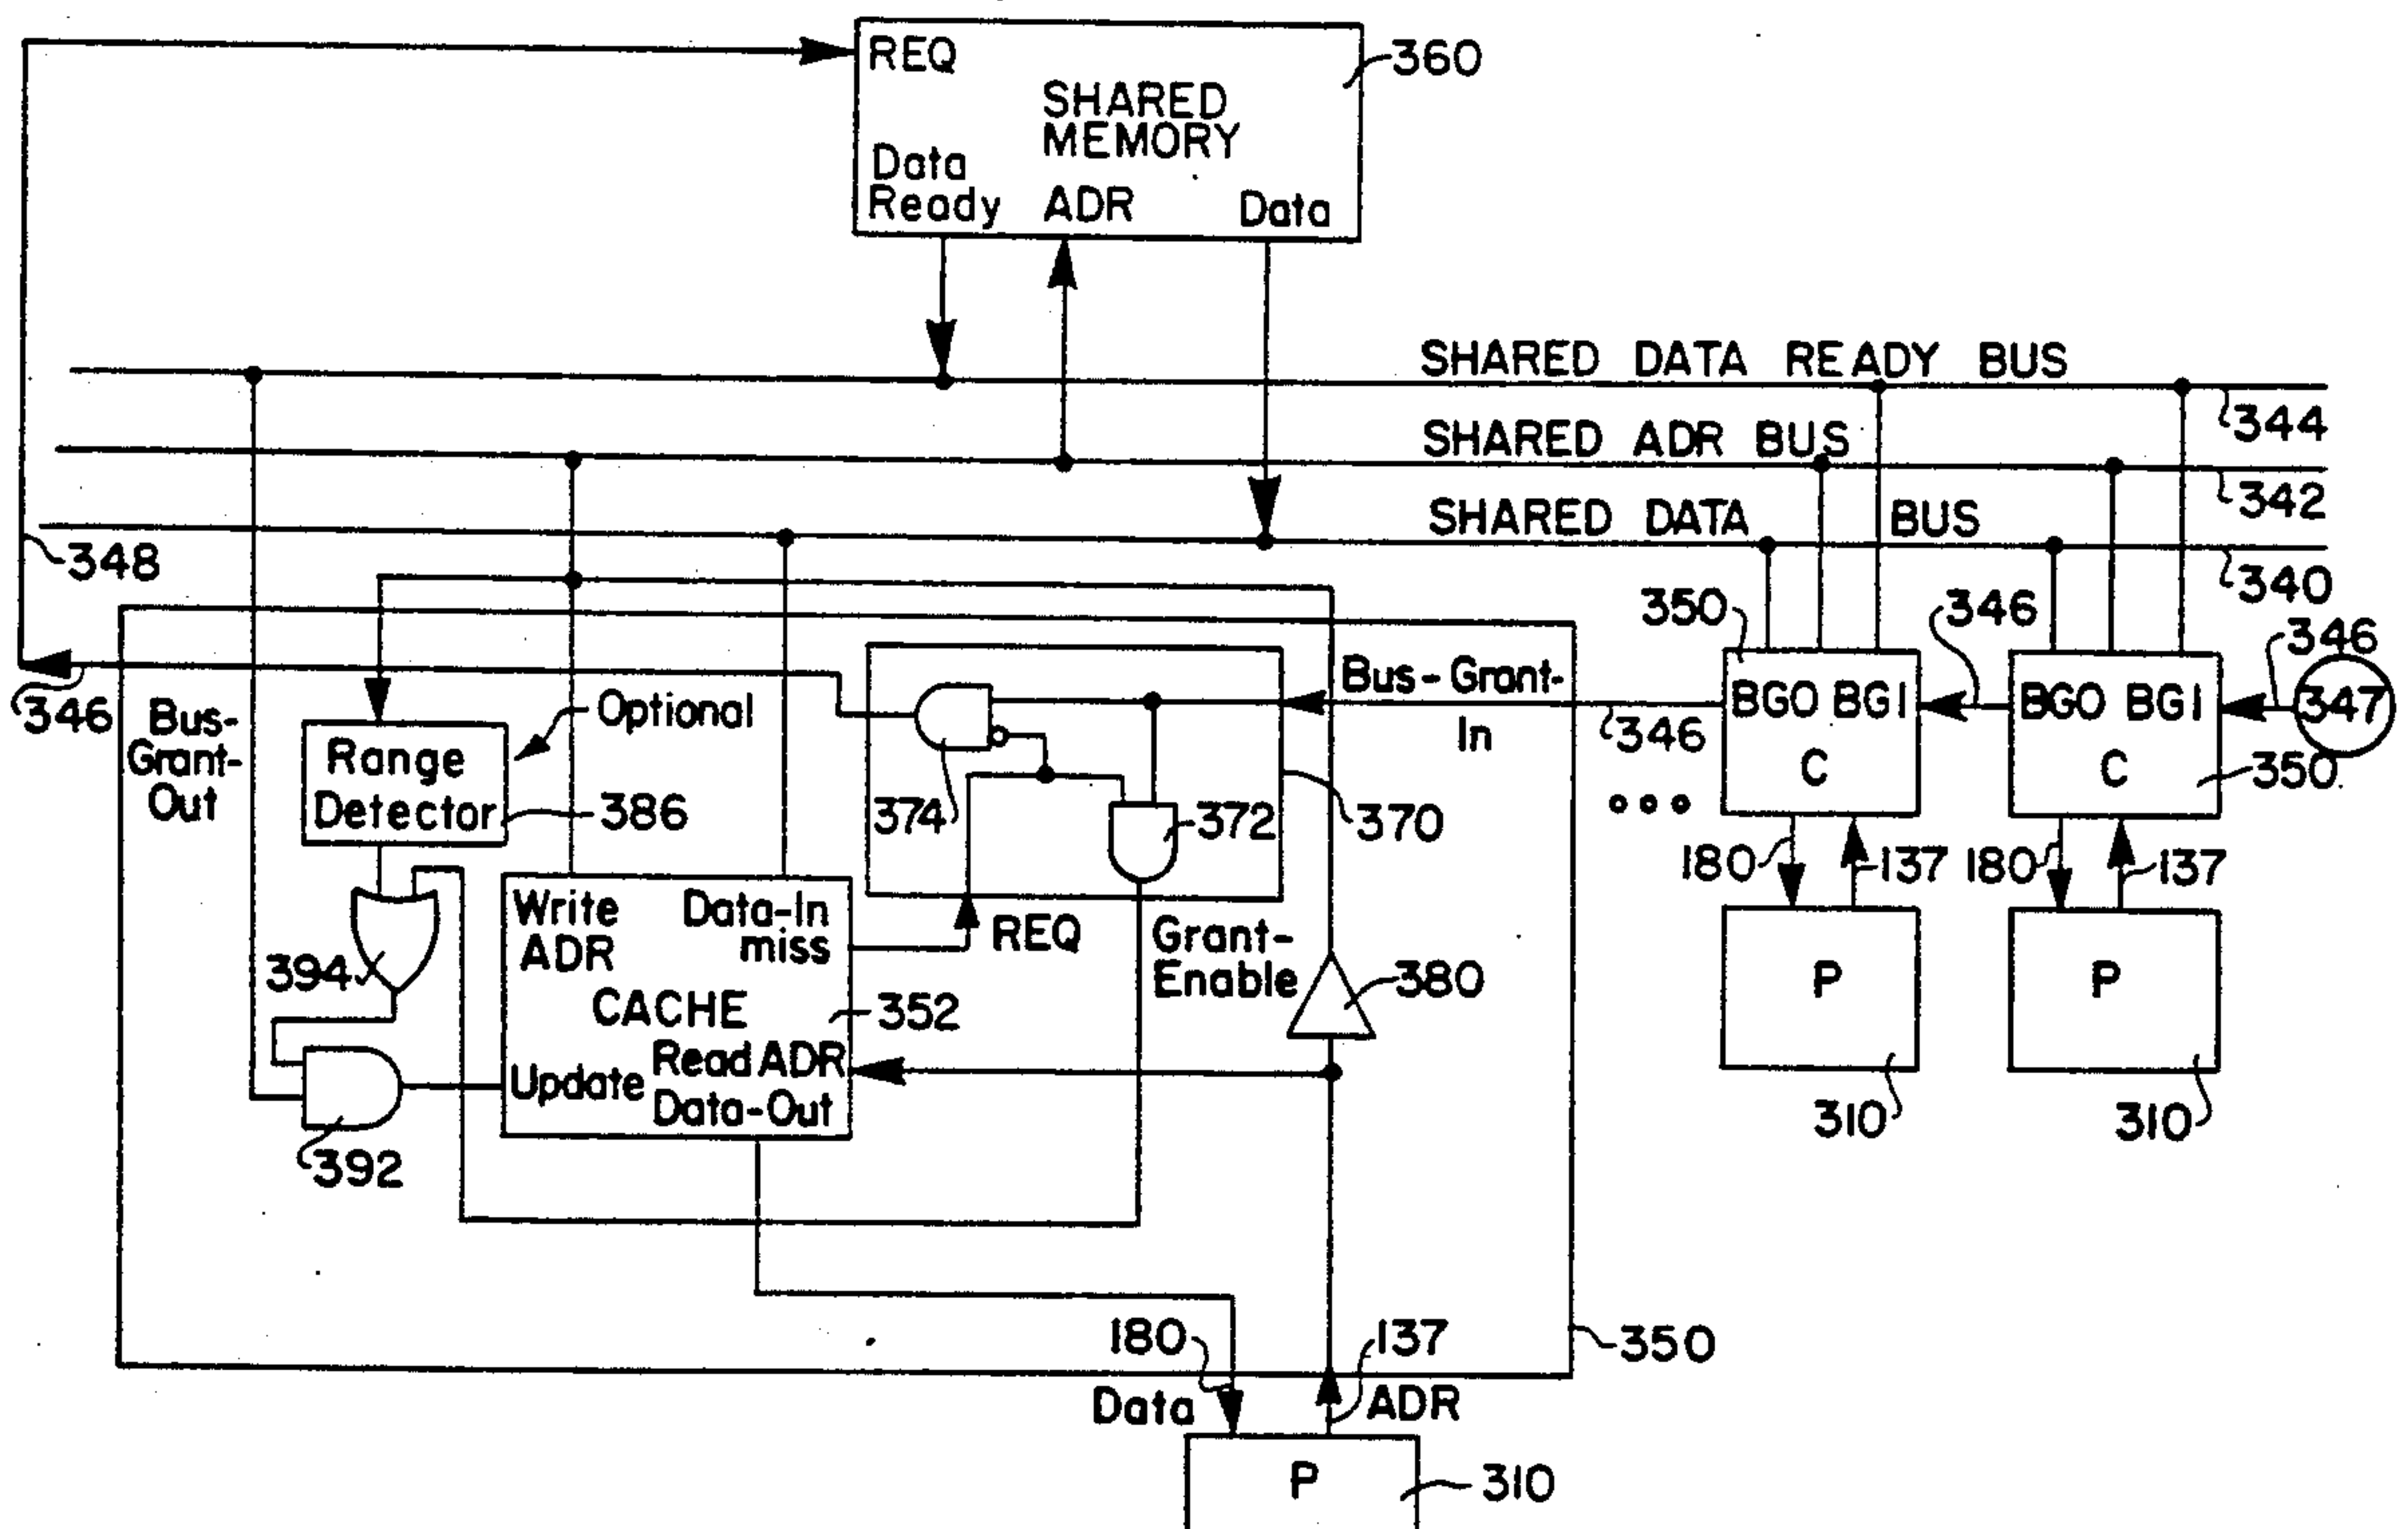 REQ
360
SHARED
MEMORY
Data
Ready
ADR
Data
SHARED DATA READY BUS
344
SHARED ADR BUS
342
SHARED DATA BUS
340
348
350
346
346
346
Bus-
Grant-
Out
Optional
Range
Detector
386
Bus-Grant-
In
346
374
372
370
BGO BGI
C
BGO BGI
C
347
350
180
137
180
137
Write
ADR
Data-In
miss
REQ
Grant-
Enable
394
CACHE
352
380
Update
Read ADR
Data-Out
392
P
P
310
310
180
137
350
Data
ADR
P
310